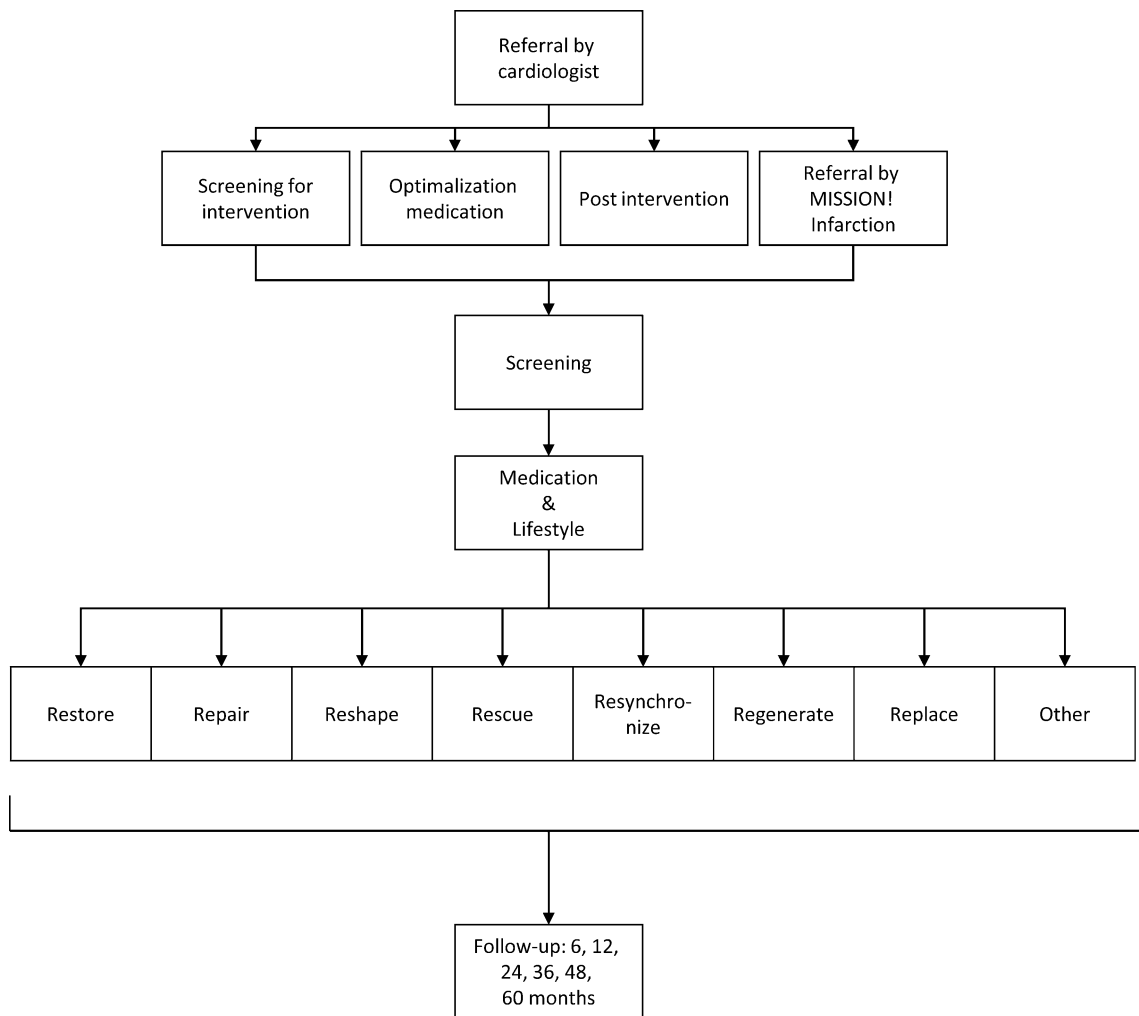 Referral by
cardiologist
Screening for
intervention
Optimalization
medication
Post intervention
Referral by
MISSION!
Infarction
Screening
Medication
&
Lifestyle
Restore
Repair
Reshape
Rescue
Resynchro-
nize
Regenerate
Replace
Other
Follow-up: 6, 12,
24, 36, 48,
60 months